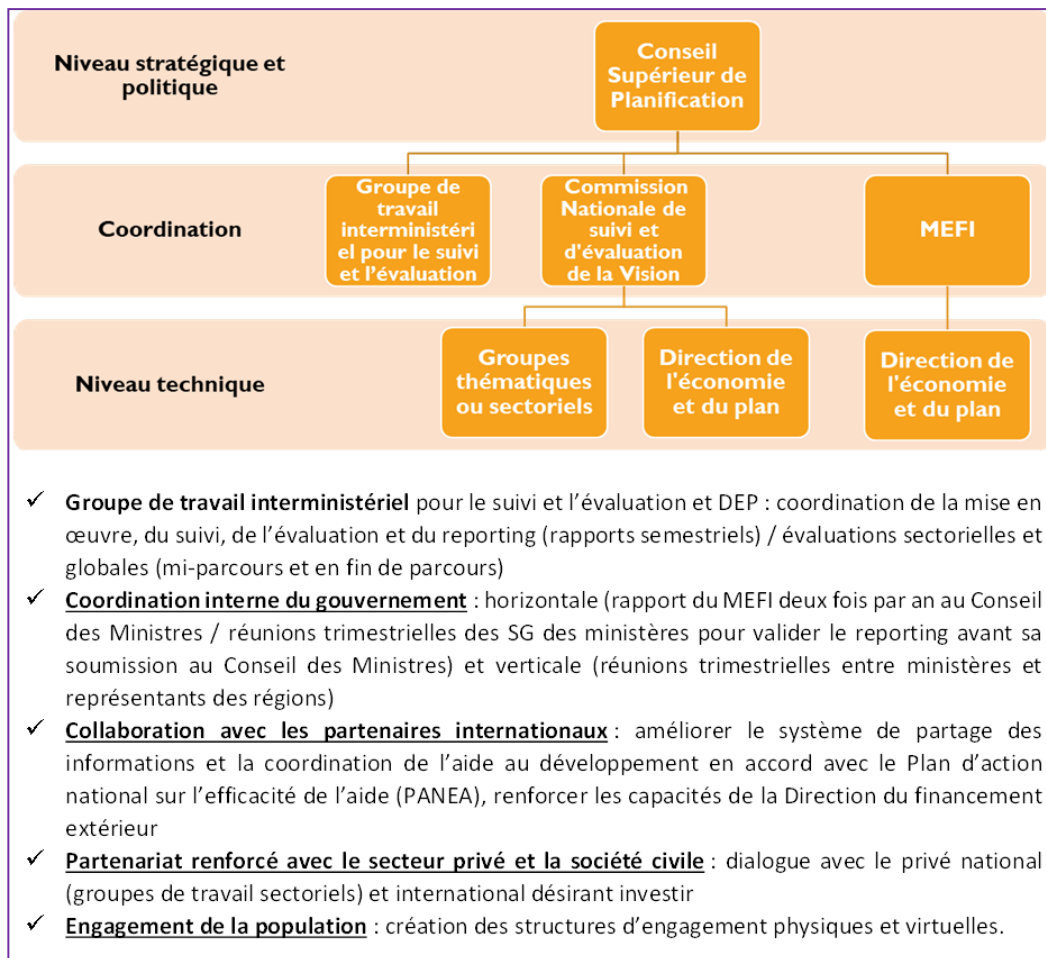 Niveau stratégique et
politique
Conseil
Supérieur de
Planification
Coordination
Groupe de
travail
interministéri
el pour le suivi
et l'évaluation
Commission
Nationale de
suivi et
d'évaluation
de la Vision
MEFI
Niveau technique
Groupes
thématiques
ou sectoriels
Direction de
l'économie
et du plan
Direction de
l'économie
et du plan
✓ Groupe de travail interministériel pour le suivi et l'évaluation et DEP : coordination de la mise en
œuvre, du suivi, de l'évaluation et du reporting (rapports semestriels) / évaluations sectorielles et
globales (mi-parcours et en fin de parcours)
✓ Coordination interne du gouvernement : horizontale (rapport du MEFI deux fois par an au Conseil
des Ministres / réunions trimestrielles des SG des ministères pour valider le reporting avant sa
soumission au Conseil des Ministres) et verticale (réunions trimestrielles entre ministères et
représentants des régions)
✓ Collaboration avec les partenaires internationaux : améliorer le système de partage des
informations et la coordination de l'aide au développement en accord avec le Plan d'action
national sur l'efficacité de l'aide (PANEA), renforcer les capacités de la Direction du financement
extérieur
✓ Partenariat renforcé avec le secteur privé et la société civile : dialogue avec le privé national
(groupes de travail sectoriels) et international désirant investir
✓ Engagement de la population : création des structures d'engagement physiques et virtuelles.